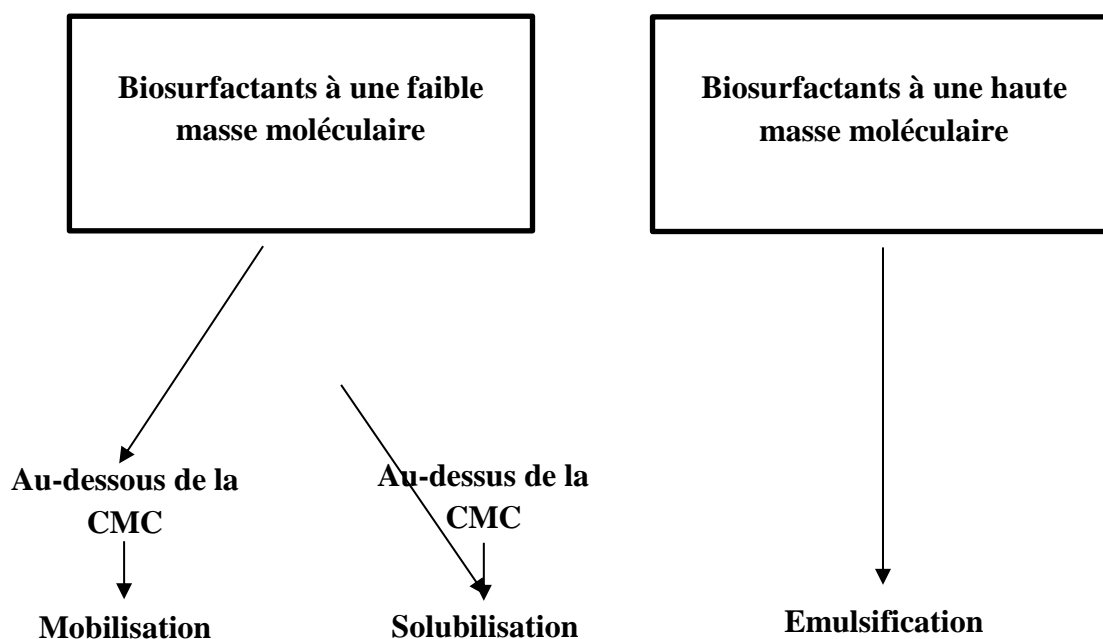 Biosurfactants à une faible
masse moléculaire
Biosurfactants à une haute
masse moléculaire
Au-dessous de la
CMC
Au-dessus de la
CMC
Mobilisation
Solubilisation
Emulsification